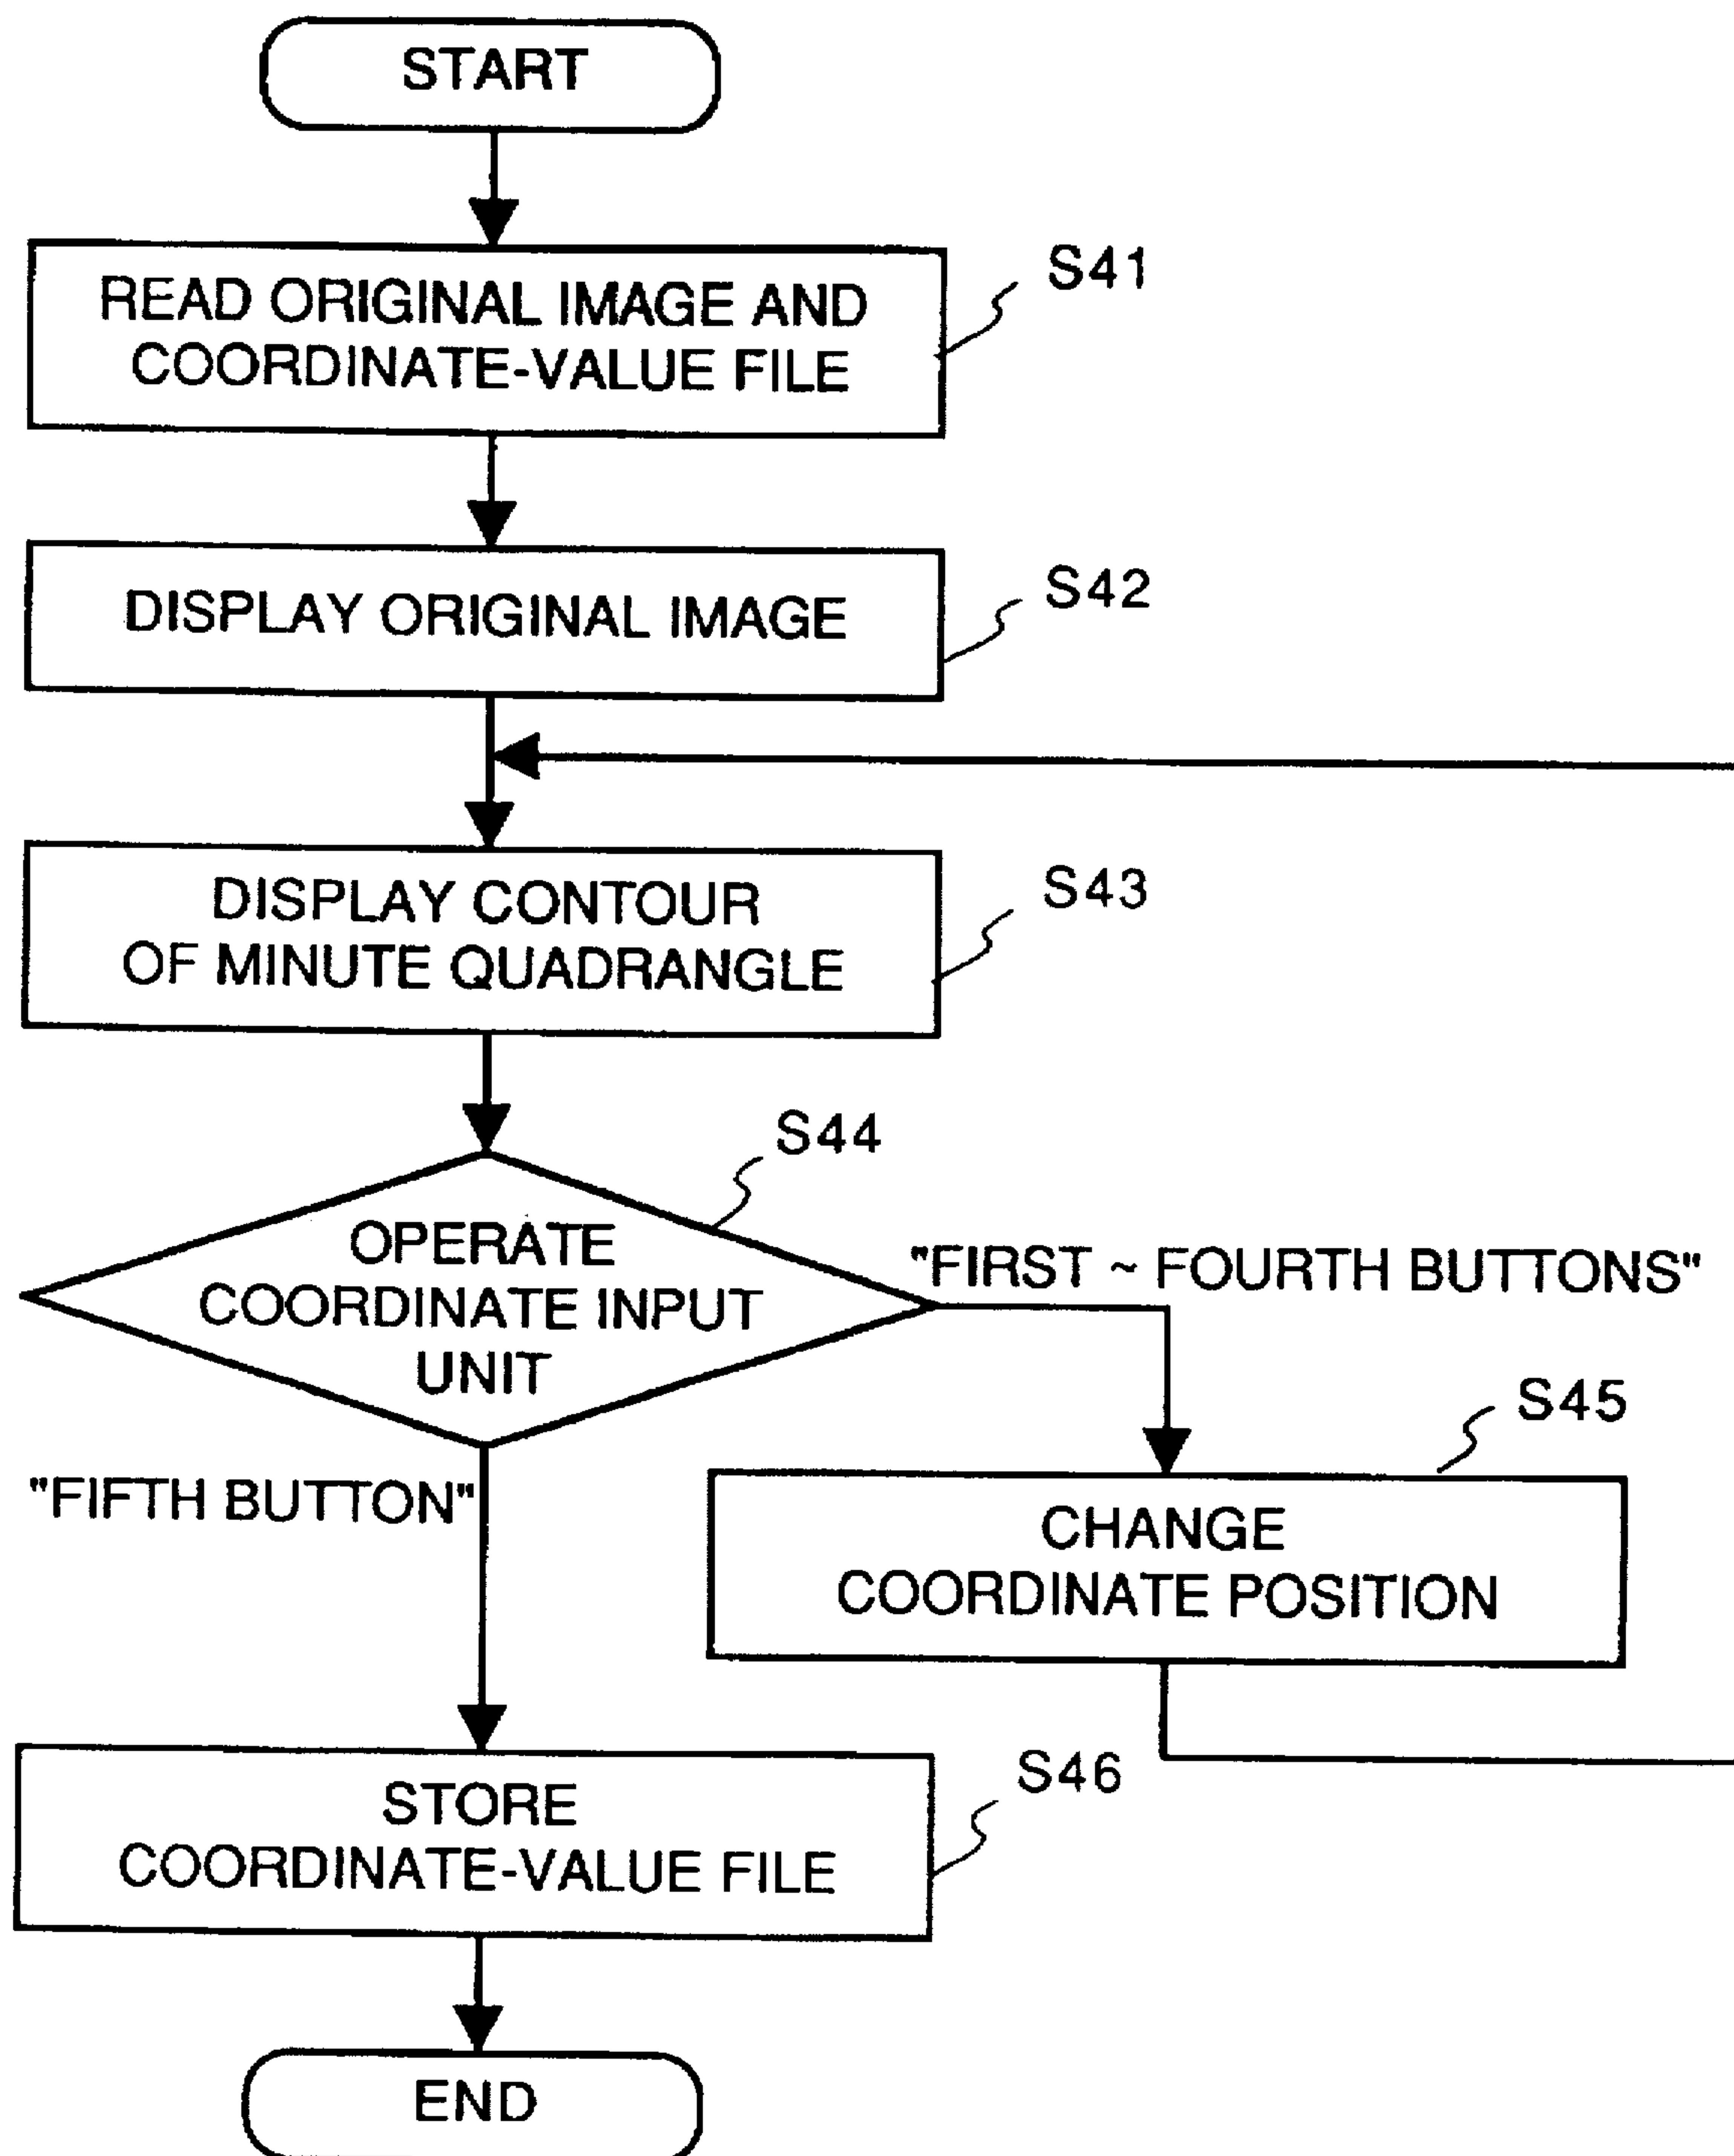 START
READ ORIGINAL IMAGE AND
COORDINATE-VALUE FILE
S41
DISPLAY ORIGINAL IMAGE
S42
DISPLAY CONTOUR
OF MINUTE QUADRANGLE
S43
S44
OPERATE
COORDINATE INPUT
UNIT
"FIRST ~ FOURTH BUTTONS"
S45
"FIFTH BUTTON"
CHANGE
COORDINATE POSITION
S46
STORE
COORDINATE-VALUE FILE
END